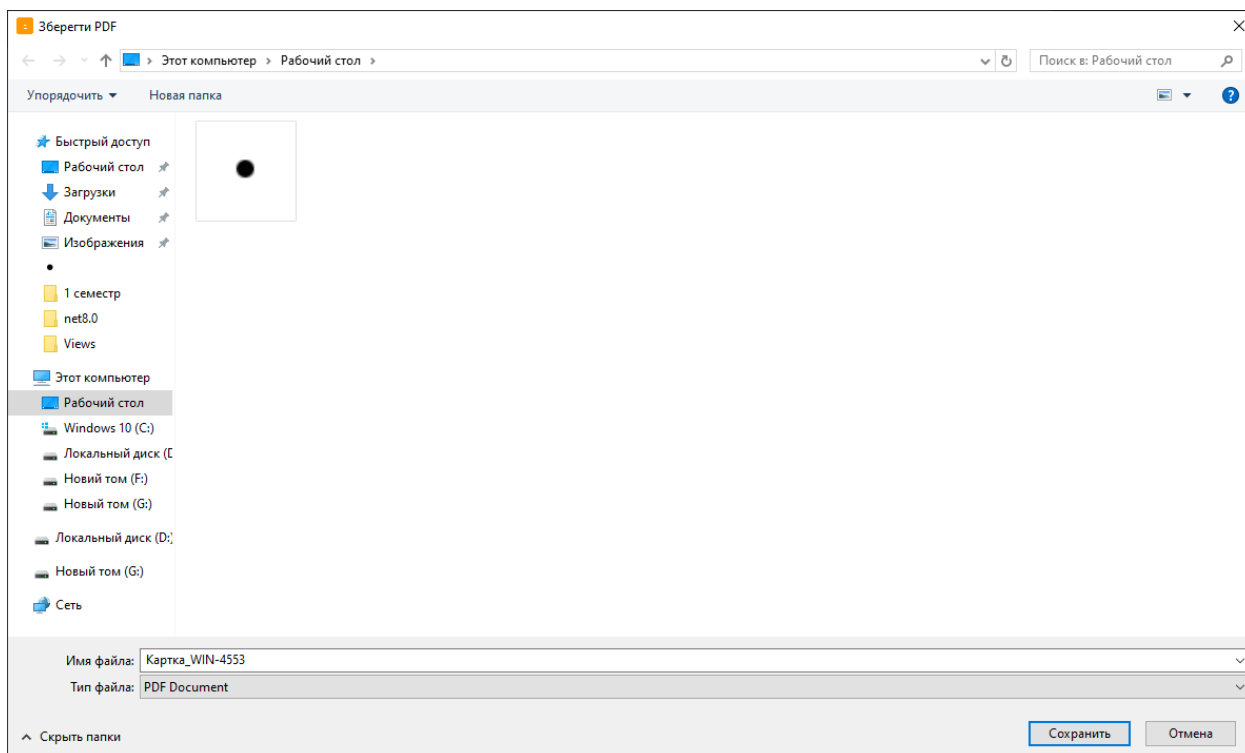 Зберегти PDF
Этот компьютер > Рабочий стол >
Поиск в: Рабочий стол
Упорядочить
Новая папка
Быстрый доступ
Рабочий стол
Загрузки
Документы
Изображения
1 семестр
net8.0
Views
Этот компьютер
Рабочий стол
Windows 10 (C:)
Локальный диск (D
Новий том (F:)
Новый том (G:)
Локальный диск (D:)
Новый том (G:)
Сеть
Имя файла: Картка_WIN-4553
Тип файла: PDF Document
Скрыть папки
Сохранить
Отмена